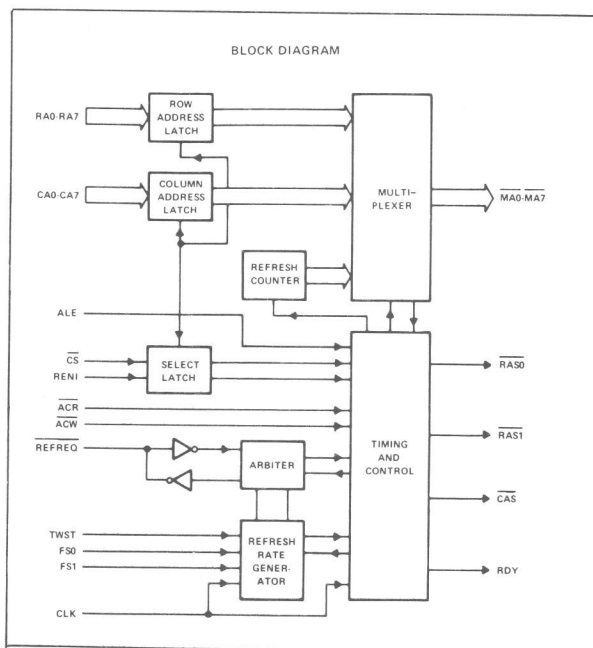 BLOCK DIAGRAM
RA0-RA7
ROW
ADDRESS
LATCH
CA0-CA7
COLUMN
ADDRESS
LATCH
MULTI-
PLEXER
MA0-MA7
REFRESH
COUNTER
ALE
CS
RENI
SELECT
LATCH
RAS0
ACR
ACW
REFREQ
ARBITER
TIMING
AND
CONTROL
RAS1
CAS
TWST
FS0
FS1
REFRESH
RATE
GENER-
ATOR
RDY
CLK